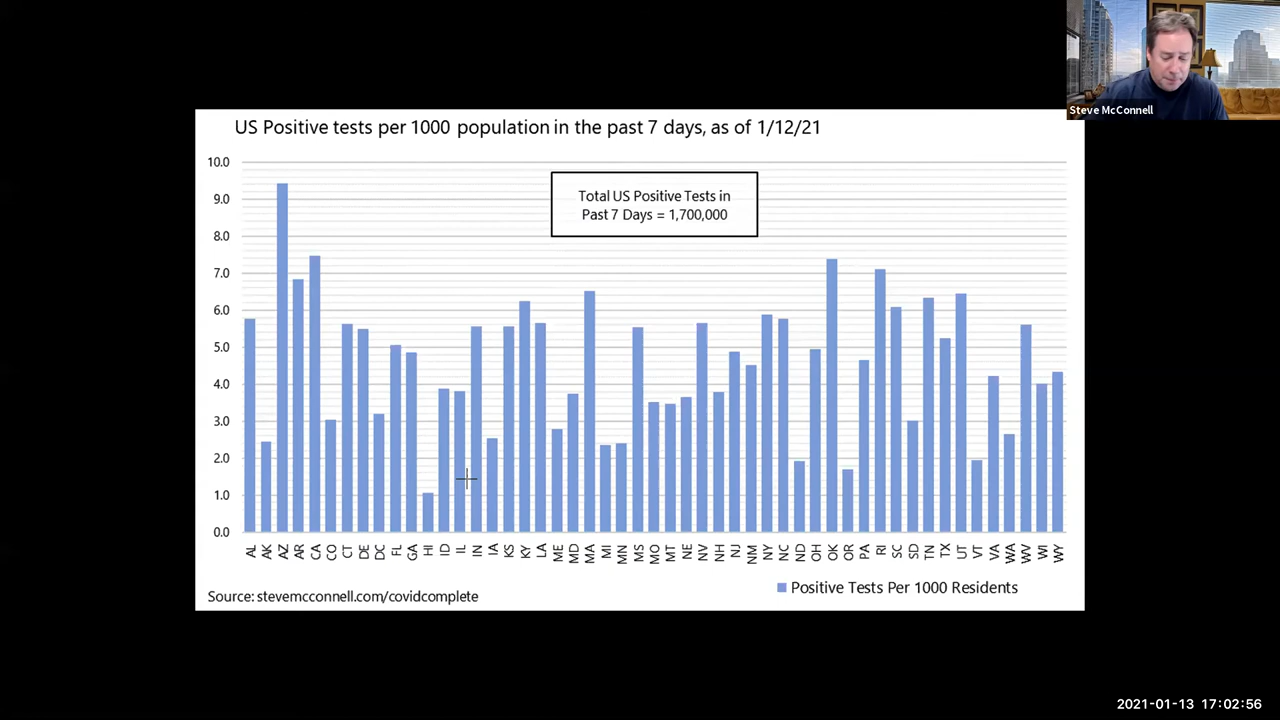 Steve McConnell
US Positive tests per 1000 population in the past 7 days, as of 1/12/21
Total US Positive Tests in
Past 7 Days = 1,700,000
10.0
9.0
8.0
7.0
6.0
5.0
4.0
3.0
2.0
1.0
0.0
AL AK AZ AR CA CO CT DE DC FL GA HI ID IL IN IA KS KY LA ME MD MA MI MN MS MO MT NE NV NH NJ NM NY NC ND OH OK OR PA RI SC SD TN TX UT VT VA WA WV WI WY
Positive Tests Per 1000 Residents
Source: stevemcconnell.com/covidcomplete
2021-01-13 17:02:56